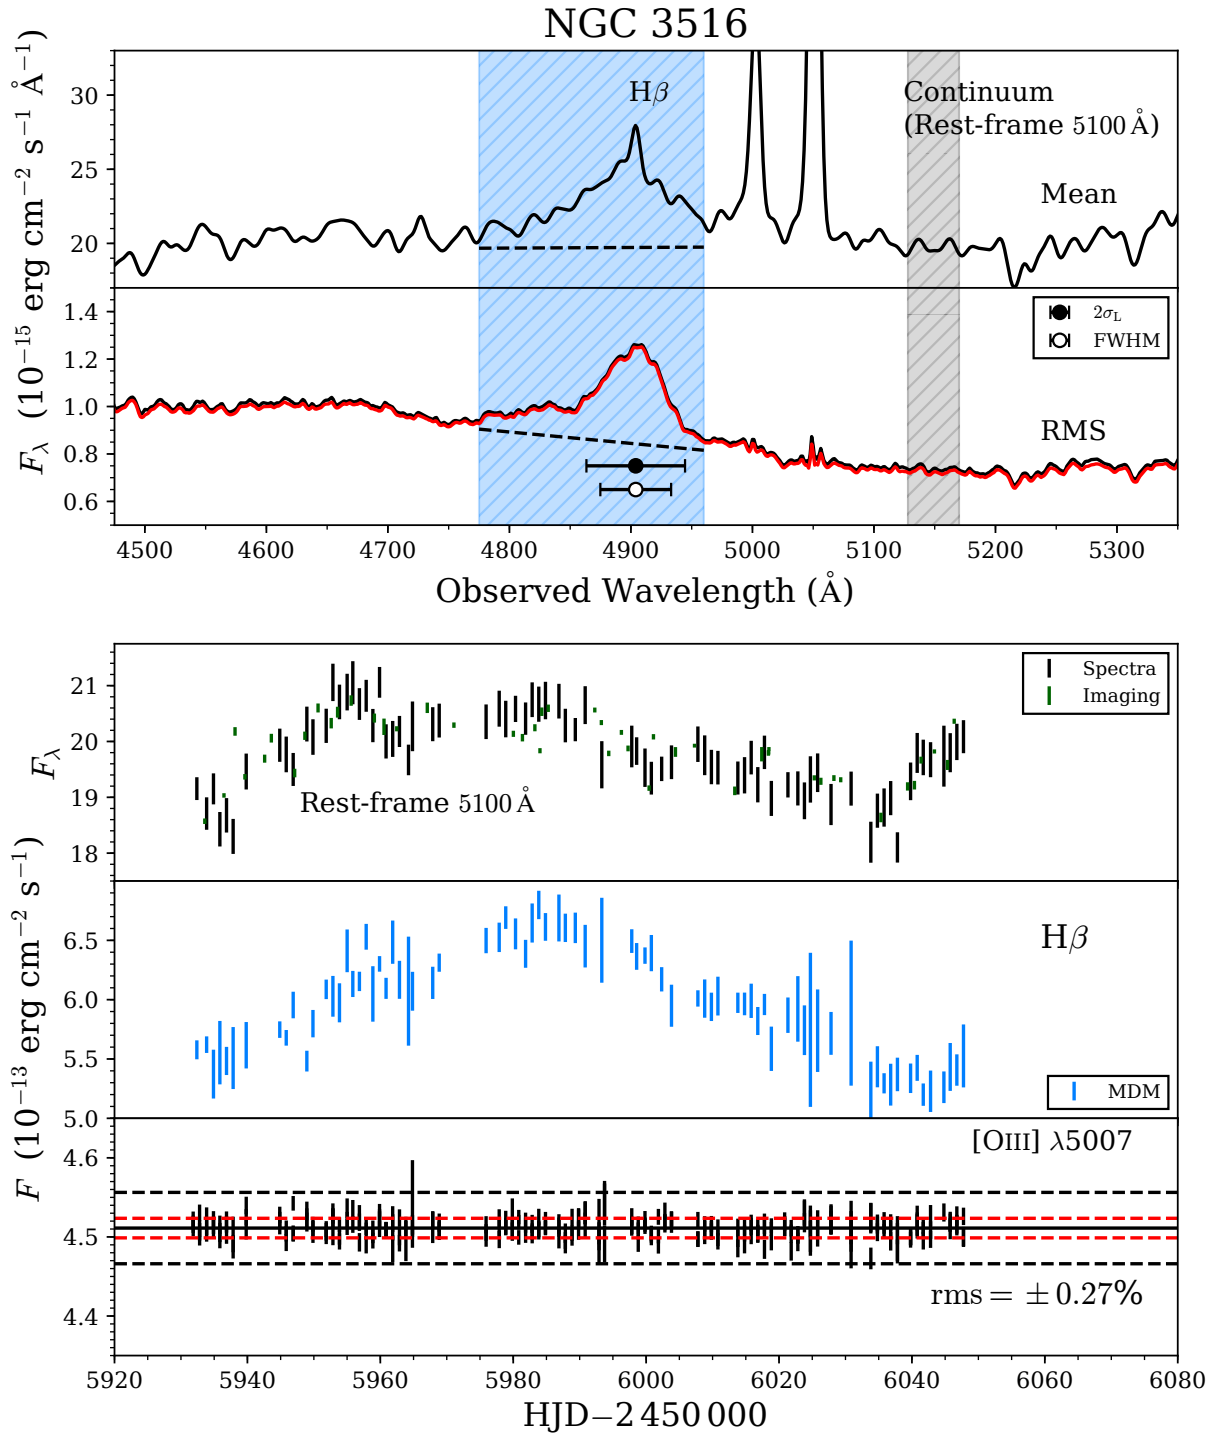 NGC 3516
Hβ
Continuum
(Rest-frame 5100 Å)
Mean
30
25
20
2σL
FWHM
RMS
1.4
1.2
1.0
0.8
0.6
Fλ (10−15 erg cm−2 s−1 Å−1)
4500 4600 4700 4800 4900 5000 5100 5200 5300
Observed Wavelength (Å)
Spectra
Imaging
Rest-frame 5100 Å
21
20
19
18
Fλ
Hβ
MDM
6.5
6.0
5.5
5.0
F (10−13 erg cm−2 s−1)
[OIII] λ5007
4.6
4.5
4.4
rms = ± 0.27%
5920 5940 5960 5980 6000 6020 6040 6060 6080
HJD−2 450 000